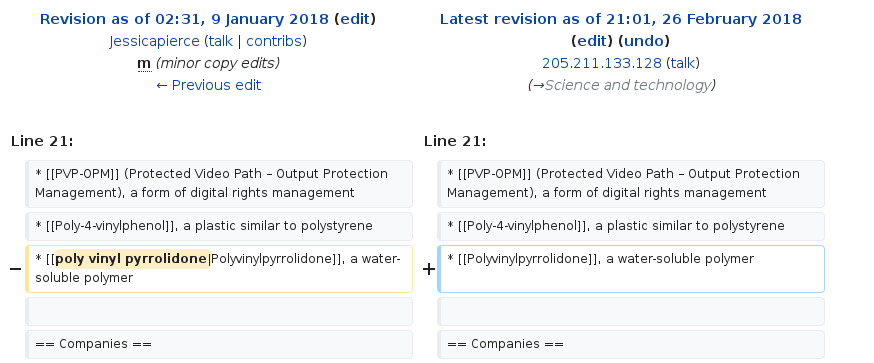 Revision as of 02:31, 9 January 2018 (edit)
Jessicapierce (talk | contribs)
m (minor copy edits)
← Previous edit
Latest revision as of 21:01, 26 February 2018
(edit) (undo)
205.211.133.128 (talk)
(→Science and technology)
Line 21:
Line 21:
* [[PVP-OPM]] (Protected Video Path – Output Protection
Management), a form of digital rights management
* [[PVP-OPM]] (Protected Video Path – Output Protection
Management), a form of digital rights management
* [[Poly-4-vinylphenol]], a plastic similar to polystyrene
* [[Poly-4-vinylphenol]], a plastic similar to polystyrene
− * [[poly vinyl pyrrolidone|Polyvinylpyrrolidone]], a water-
soluble polymer
+ * [[Polyvinylpyrrolidone]], a water-soluble polymer
== Companies ==
== Companies ==